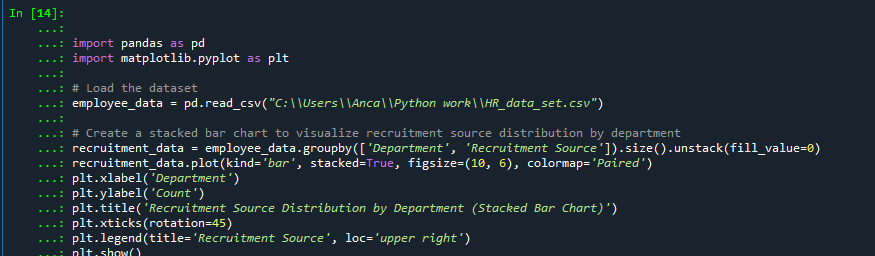 In [14]:
...:
...: import pandas as pd
...: import matplotlib.pyplot as plt
...:
...: # Load the dataset
...: employee_data = pd.read_csv("C:\\Users\\Anca\\Python work\\HR_data_set.csv")
...:
...: # Create a stacked bar chart to visualize recruitment source distribution by department
...: recruitment_data = employee_data.groupby(['Department', 'Recruitment Source']).size().unstack(fill_value=0)
...: recruitment_data.plot(kind='bar', stacked=True, figsize=(10, 6), colormap='Paired')
...: plt.xlabel('Department')
...: plt.ylabel('Count')
...: plt.title('Recruitment Source Distribution by Department (Stacked Bar Chart)')
...: plt.xticks(rotation=45)
...: plt.legend(title='Recruitment Source', loc='upper right')
...: plt.show()